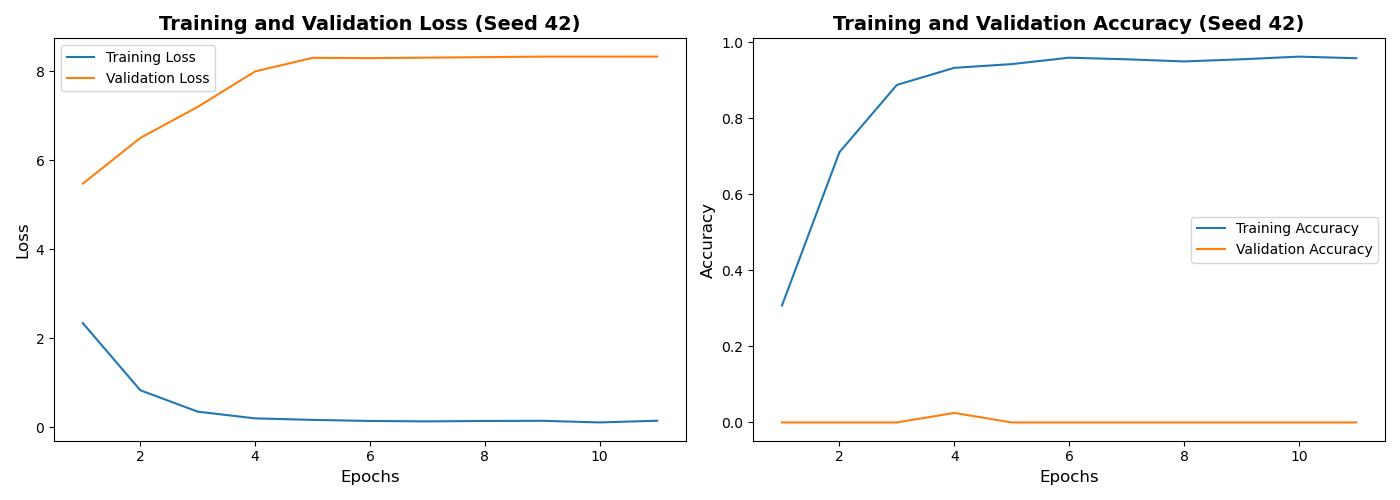 Training and Validation Loss (Seed 42)
Training Loss
Validation Loss
8
6
4
2
0
Loss
2
4
6
8
10
Epochs
Training and Validation Accuracy (Seed 42)
1.0
0.8
0.6
0.4
0.2
0.0
Accuracy
Training Accuracy
Validation Accuracy
2
4
6
8
10
Epochs